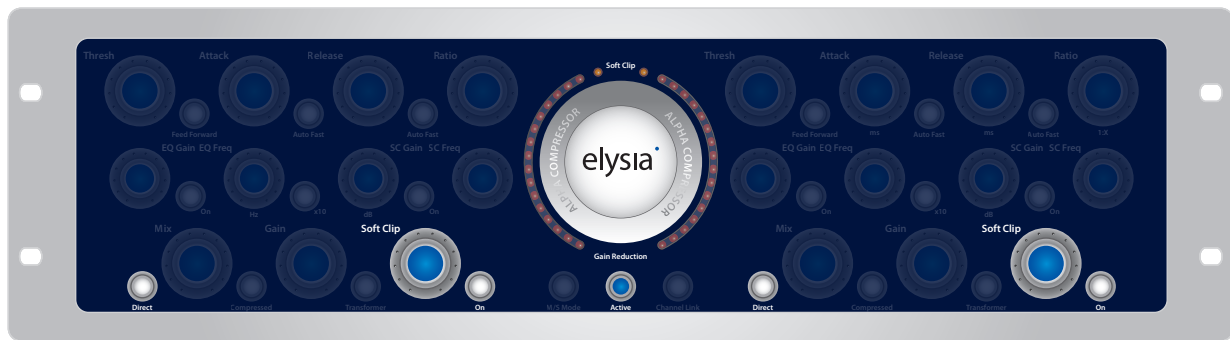 Soft Clip
Thresh Attack Release Ratio
Thresh Attack Release Ratio
Feed Forward Auto Fast Auto Fast
Feed Forward ms Auto Fast ms Auto Fast 1:X
EQ Gain EQ Freq SC Gain SC Freq
EQ Gain EQ Freq SC Gain SC Freq
ALPHA COMPRESSOR
elysia
ALPHA COMPRESSOR
On Hz x10 dB On
On x10 dB On
Mix Gain Soft Clip
Mix Gain Soft Clip
Gain Reduction
Direct Compressed Transformer On
M/S Mode Active Channel Link
Direct Compressed Transformer On